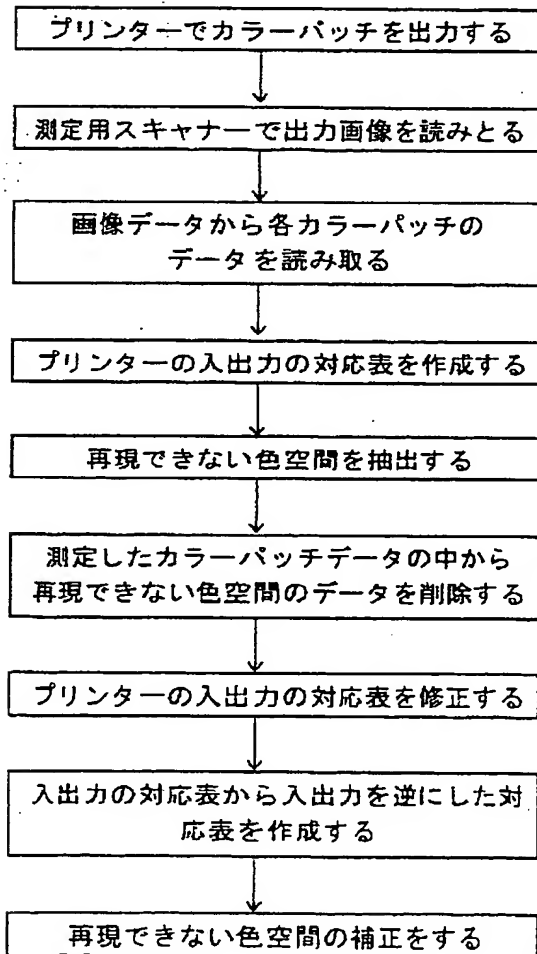 プリンターでカラーパッチを出力する
測定用スキャナーで出力画像を読みとる
画像データから各カラーパッチの
データを読み取る
プリンターの入出力の対応表を作成する
再現できない色空間を抽出する
測定したカラーパッチデータの中から
再現できない色空間のデータを削除する
プリンターの入出力の対応表を修正する
入出力の対応表から入出力を逆にした対
応表を作成する
再現できない色空間の補正をする